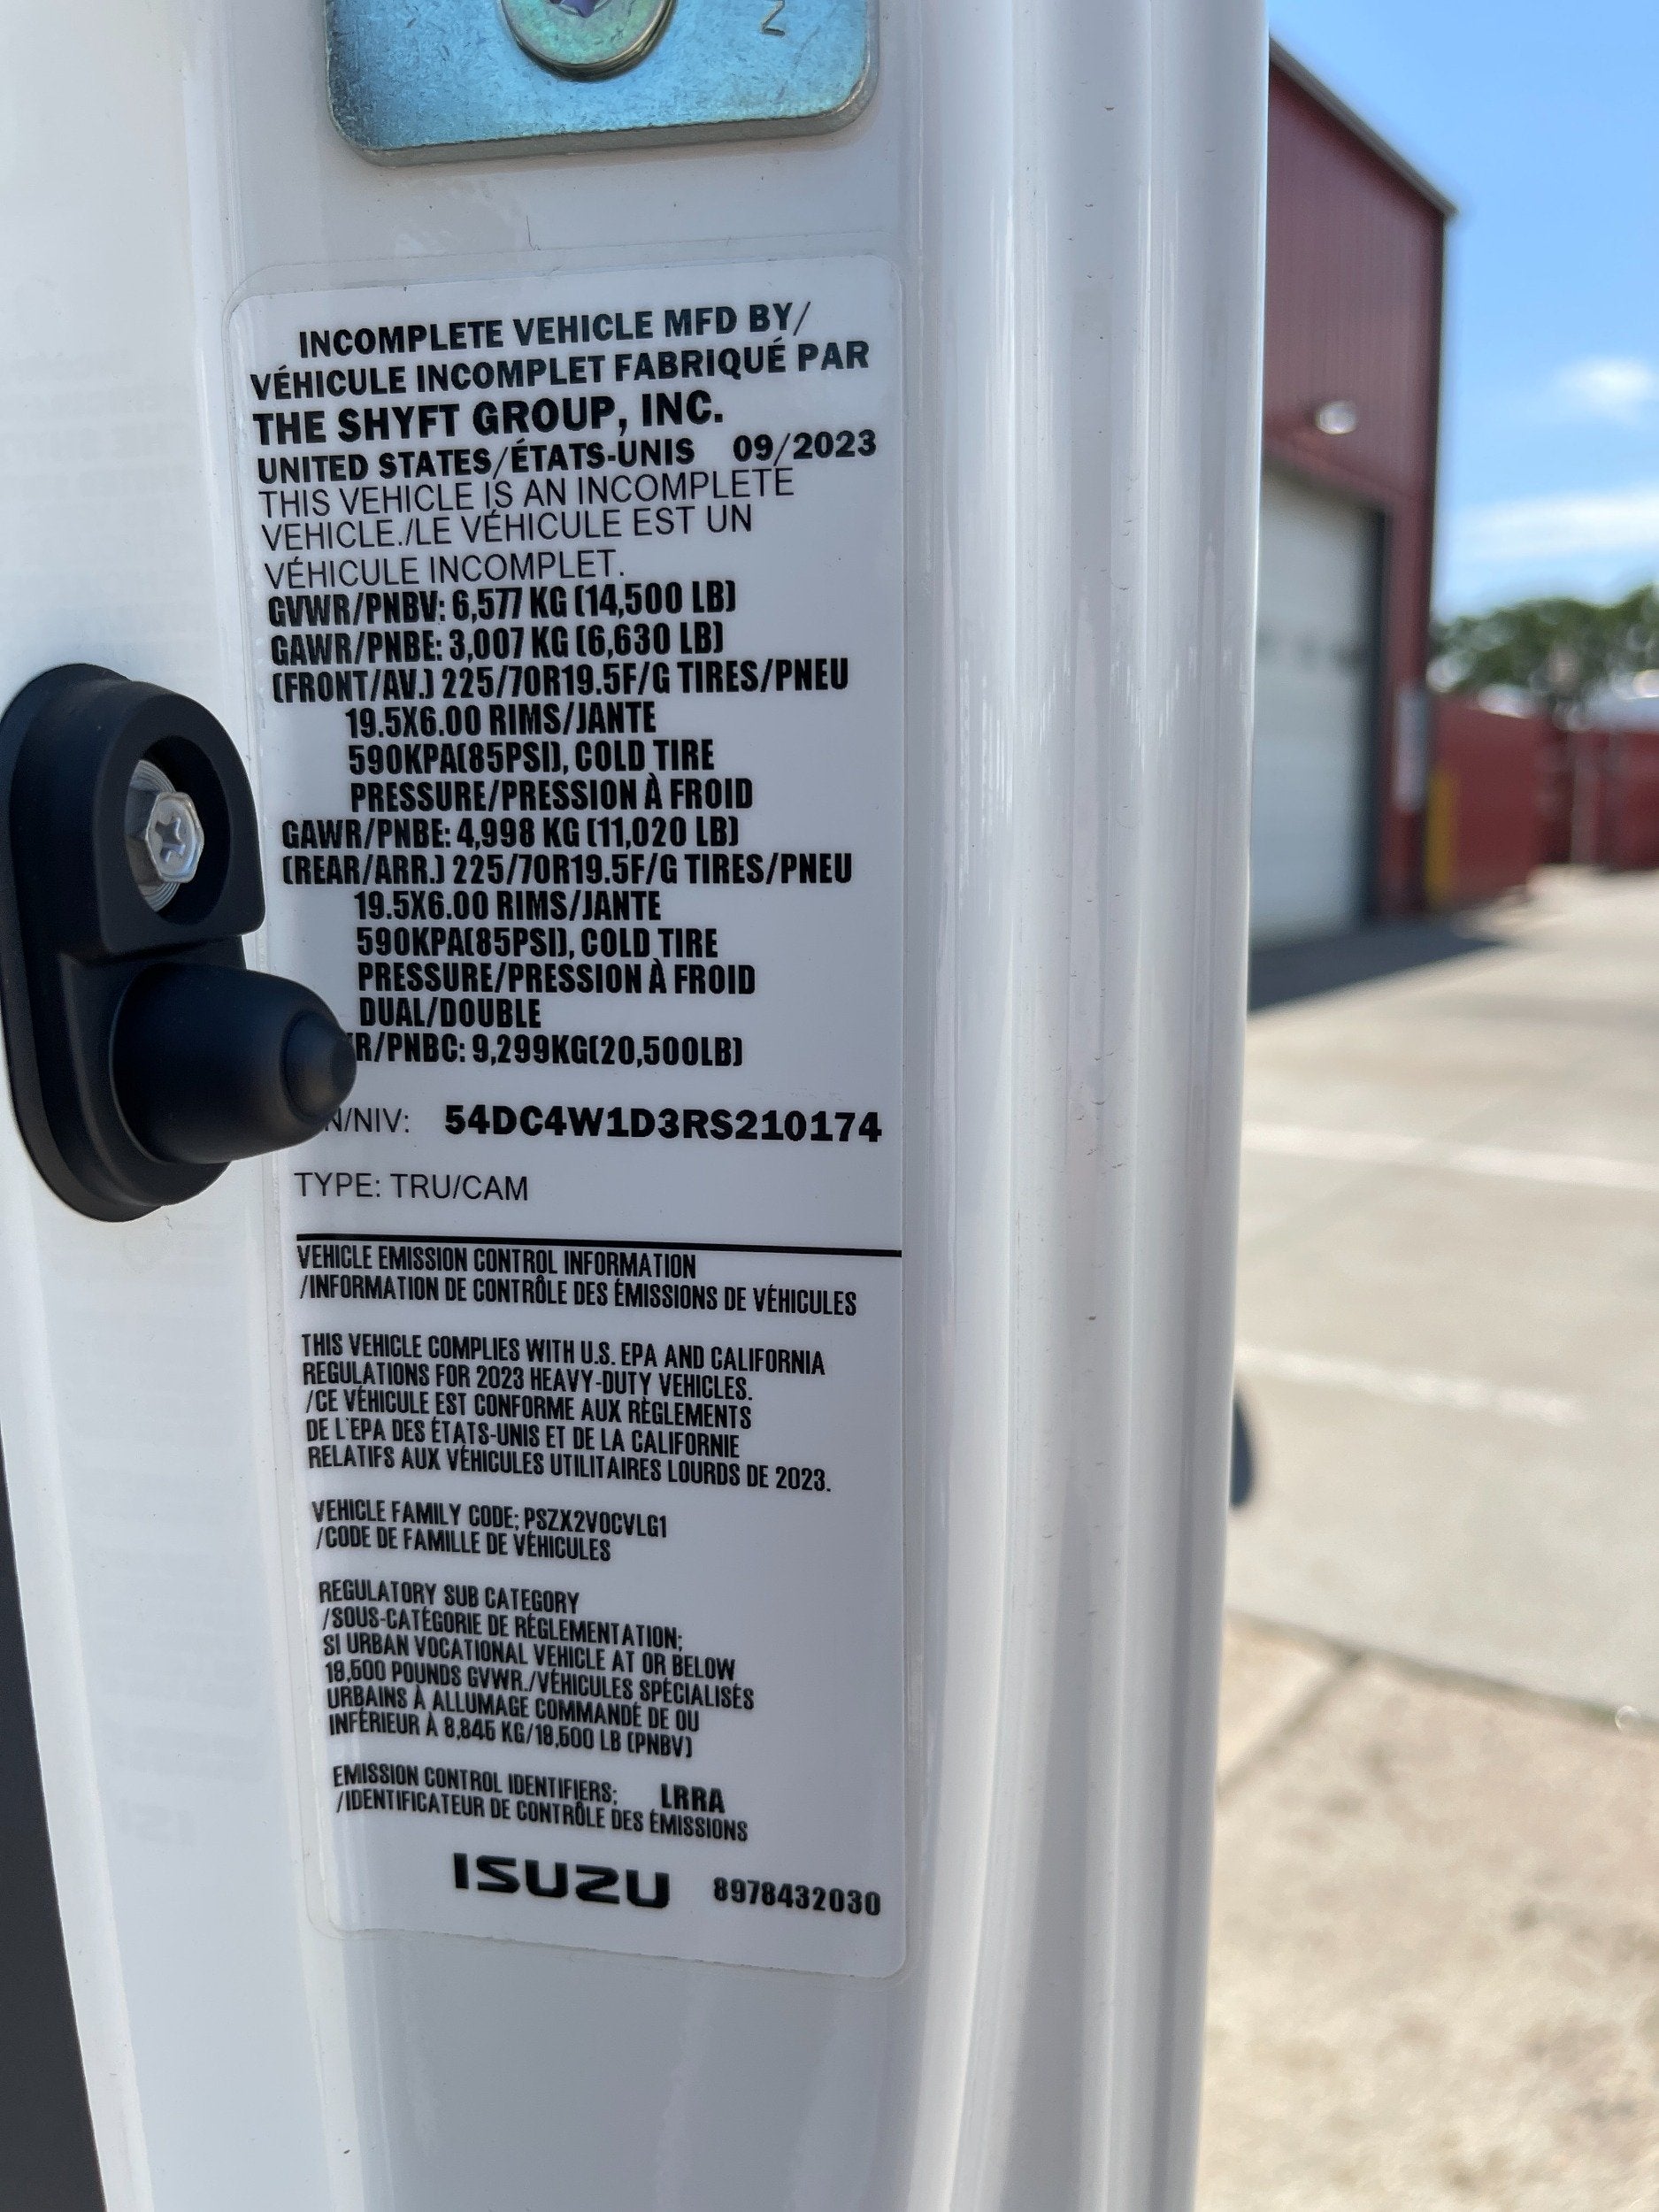 N
INCOMPLETE VEHICLE MFD BY/
VÉHICULE INCOMPLET FABRIQUÉ PAR
THE SHYFT GROUP, INC.
UNITED STATES/ÉTATS-UNIS 09/2023
THIS VEHICLE IS AN INCOMPLETE
VEHICLE./LE VÉHICULE EST UN
VÉHICULE INCOMPLET.
GVWR/PNBV: 6,577 KG (14,500 LB)
GAWR/PNBE: 3,007 KG (6,630 LB)
(FRONT/AV.) 225/70R19.5F/G TIRES/PNEU
19.5X6.00 RIMS/JANTE
590KPA(85PSI), COLD TIRE
PRESSURE/PRESSION À FROID
GAWR/PNBE: 4,998 KG (11,020 LB)
(REAR/ARR.) 225/70R19.5F/G TIRES/PNEU
19.5X6.00 RIMS/JANTE
590KPA(85PSI), COLD TIRE
PRESSURE/PRESSION À FROID
DUAL/DOUBLE
R/PNBC: 9,299KG(20,500LB)
N/NIV: 54DC4W1D3RS210174
TYPE: TRU/CAM
VEHICLE EMISSION CONTROL INFORMATION
/INFORMATION DE CONTRÔLE DES ÉMISSIONS DE VÉHICULES
THIS VEHICLE COMPLIES WITH U.S. EPA AND CALIFORNIA
REGULATIONS FOR 2023 HEAVY-DUTY VEHICLES.
/CE VÉHICULE EST CONFORME AUX RÈGLEMENTS
DE L'EPA DES ÉTATS-UNIS ET DE LA CALIFORNIE
RELATIFS AUX VÉHICULES UTILITAIRES LOURDS DE 2023.
VEHICLE FAMILY CODE; PSZX2VOCVLG1
/CODE DE FAMILLE DE VÉHICULES
REGULATORY SUB CATEGORY
/SOUS-CATÉGORIE DE RÉGLEMENTATION;
SI URBAN VOCATIONAL VEHICLE AT OR BELOW
19,500 POUNDS GVWR./VÉHICULES SPÉCIALISÉS
URBAINS À ALLUMAGE COMMANDÉ DE OU
INFÉRIEUR À 8,845 KG/19,500 LB (PNBV)
EMISSION CONTROL IDENTIFIERS; LRRA
/IDENTIFICATEUR DE CONTRÔLE DES ÉMISSIONS
ISUZU 8978432030